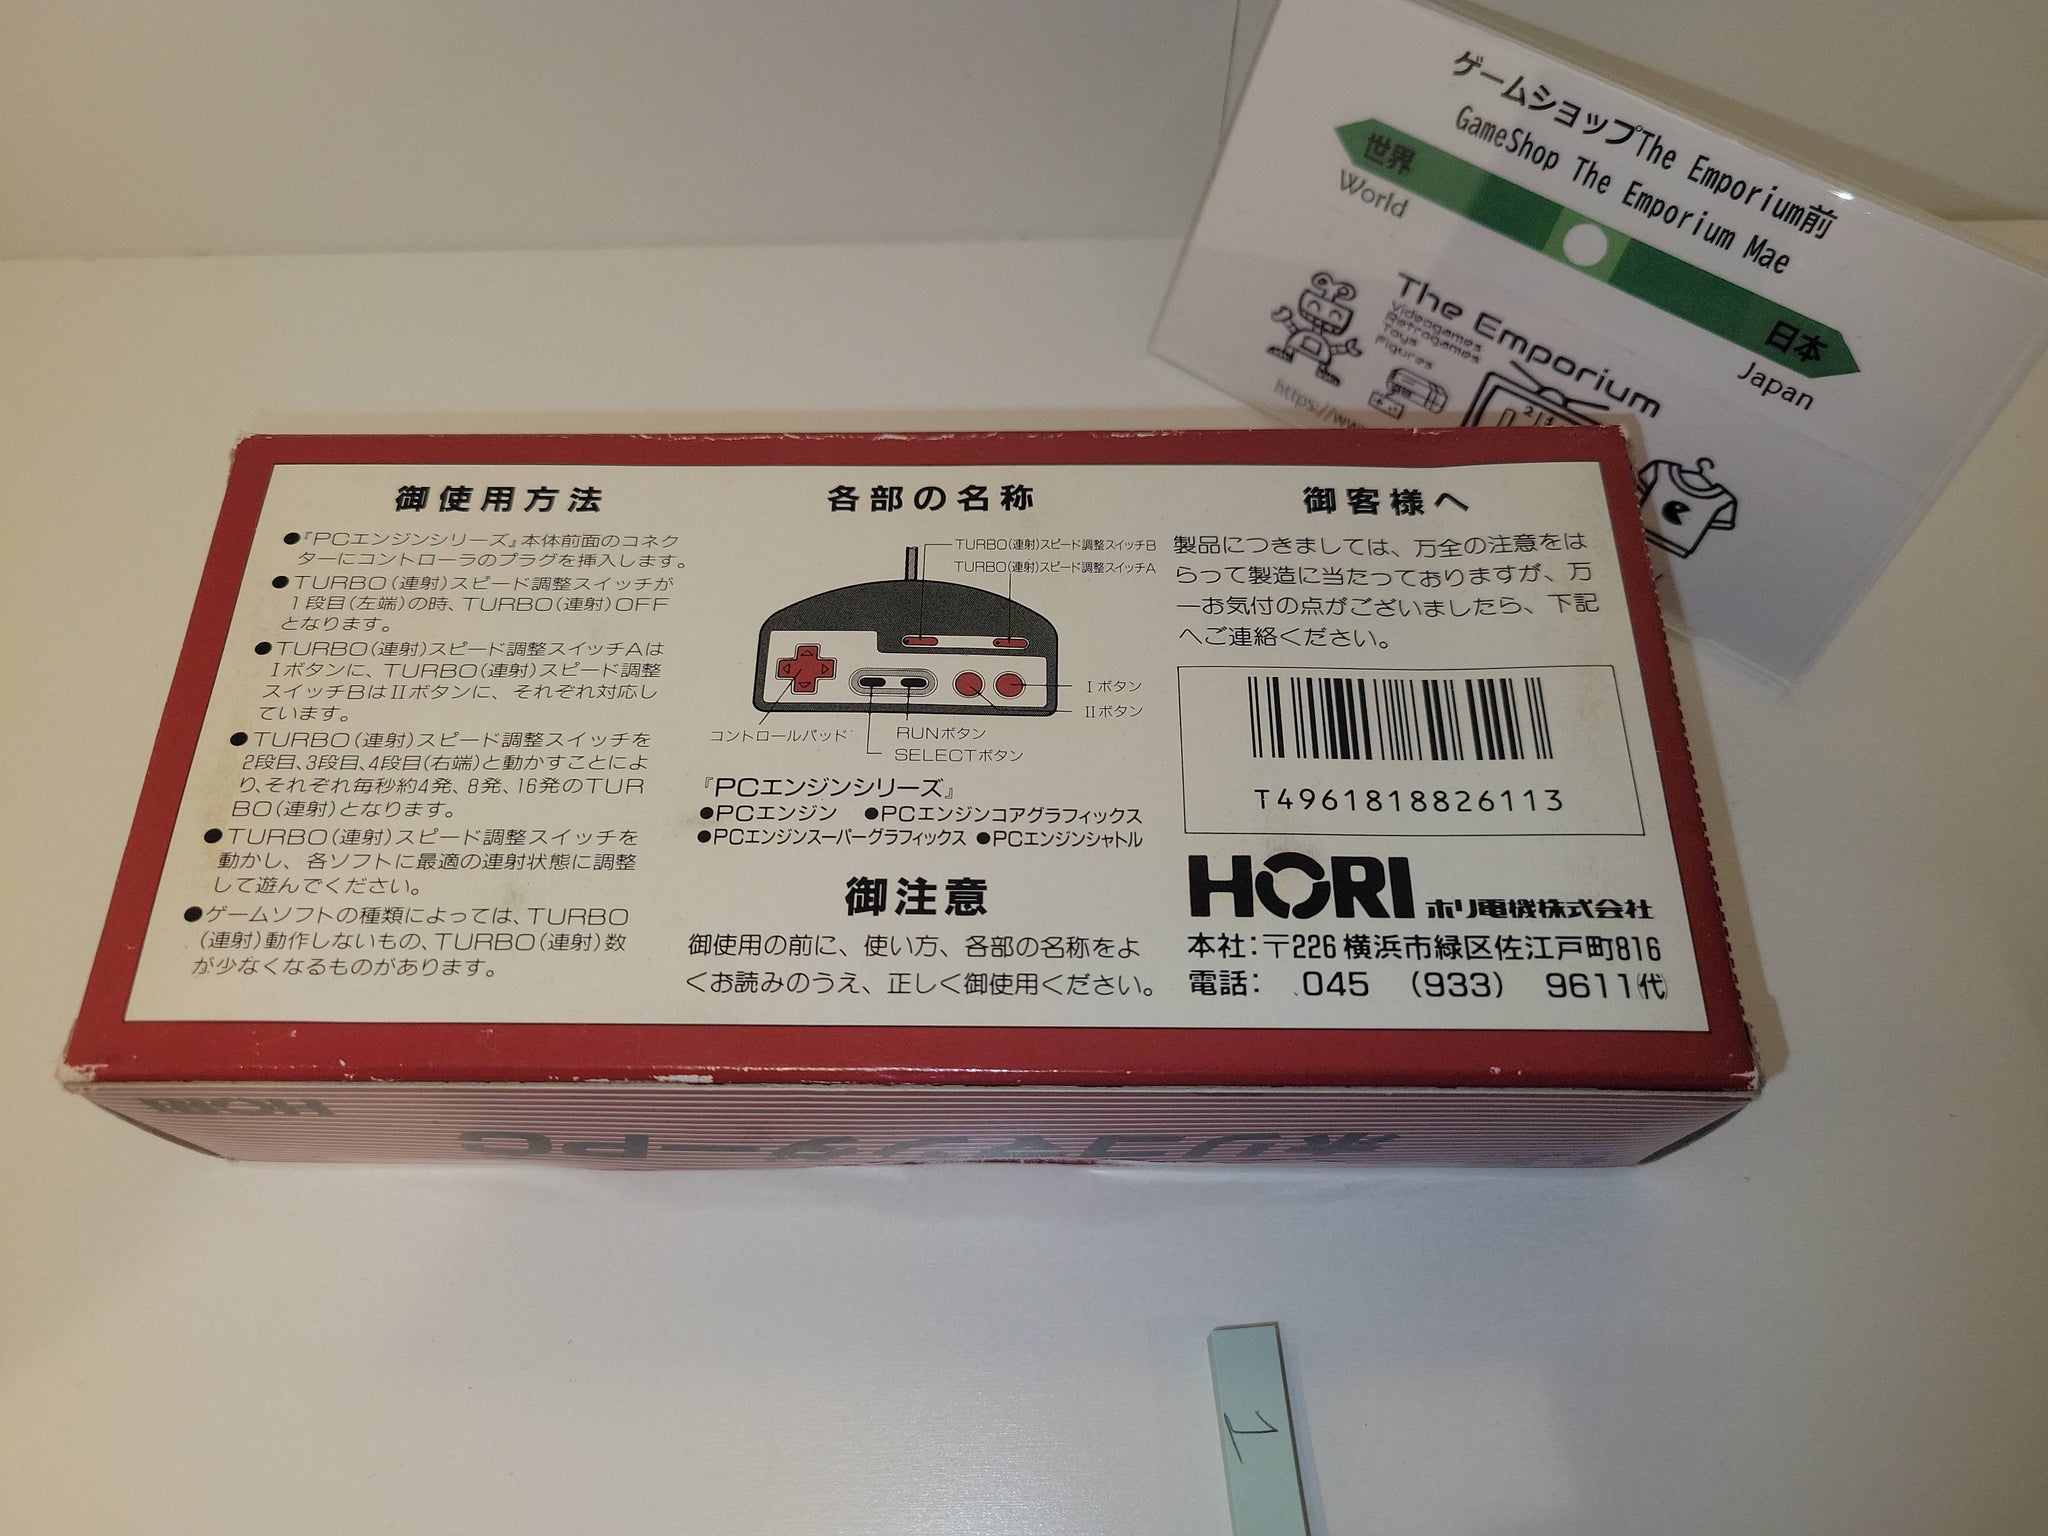 ゲームショップThe Emporium前
GameShop The Emporium Mae
世界
World
日本
Japan
The Emporium
Videogames
Retrogames
Toys
Figures
https://www
御使用方法
●『PCエンジンシリーズ』本体前面のコネク
ターにコントローラのプラグを挿入します。
●TURBO(連射)スピード調整スイッチが
1段目(左端)の時、TURBO(連射)OFF
となります。
●TURBO(連射)スピード調整スイッチAは
Iボタンに、TURBO(連射)スピード調整
スイッチBはIIボタンに、それぞれ対応し
ています。
●TURBO(連射)スピード調整スイッチを
2段目、3段目、4段目(右端)と動かすことによ
り、それぞれ毎秒約4発、8発、16発のTUR
BO(連射)となります。
●TURBO(連射)スピード調整スイッチを
動かし、各ソフトに最適の連射状態に調整
して遊んでください。
●ゲームソフトの種類によっては、TURBO
(連射)動作しないもの、TURBO(連射)数
が少なくなるものがあります。
各部の名称
TURBO(連射)スピード調整スイッチB
TURBO(連射)スピード調整スイッチA
Iボタン
IIボタン
コントロールパッド
RUNボタン
SELECTボタン
『PCエンジンシリーズ』
●PCエンジン ●PCエンジンコアグラフィックス
●PCエンジンスーパーグラフィックス ●PCエンジンシャトル
御注意
御使用の前に、使い方、各部の名称をよ
くお読みのうえ、正しく御使用ください。
御客様へ
製品につきましては、万全の注意をは
らって製造に当たっておりますが、万
一お気付の点がございましたら、下記
へご連絡ください。
T4961818826113
HORI ホリ電機株式会社
本社:〒226 横浜市緑区佐江戸町816
電話: 045 (933) 9611(代)
HORI
ホリコマンダーPC
1